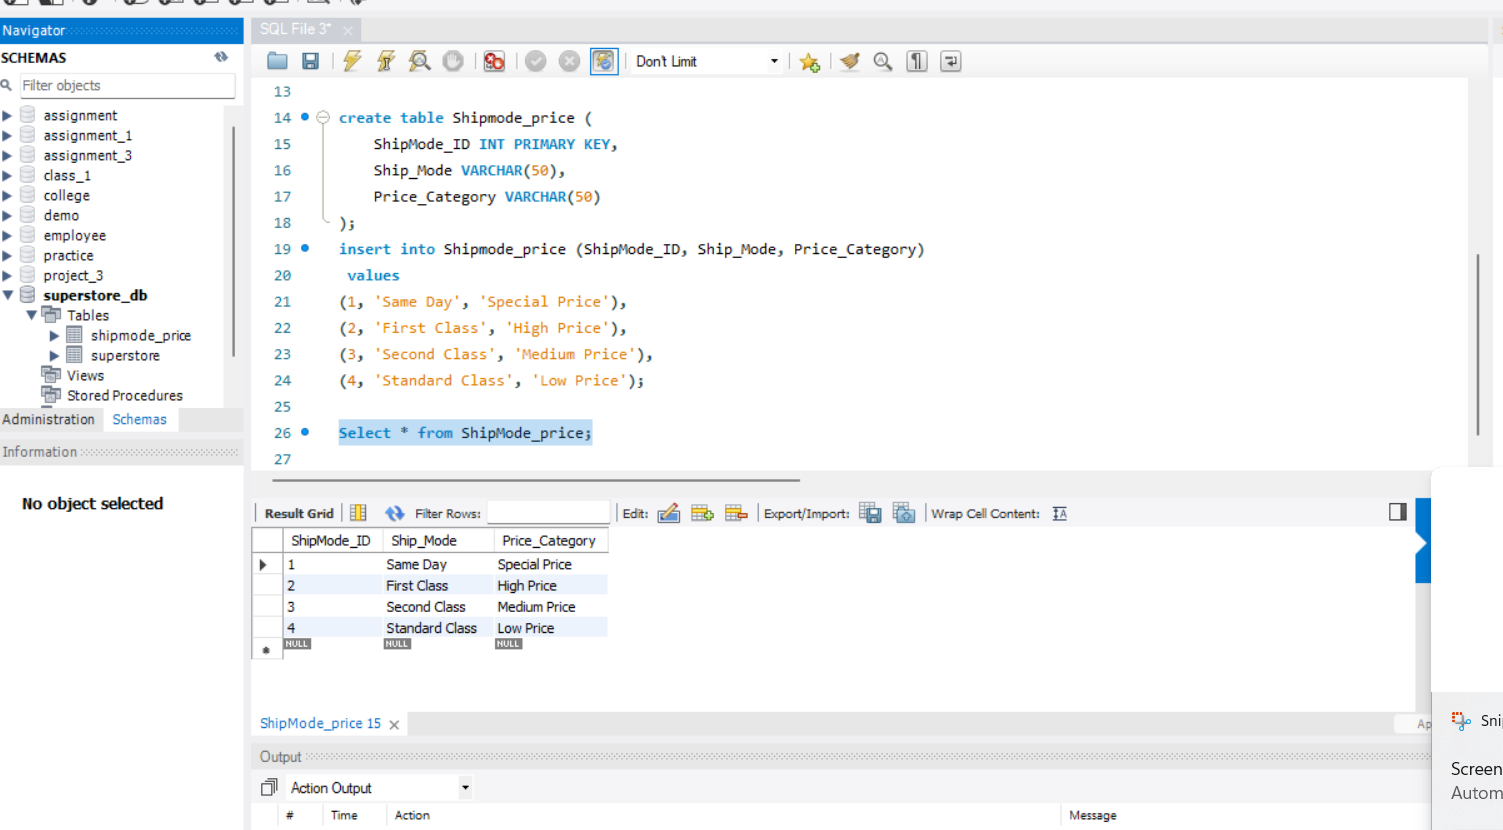 Navigator
SCHEMAS
Filter objects
assignment
assignment_1
assignment_3
class_1
college
demo
employee
practice
project_3
superstore_db
Tables
shipmode_price
superstore
Views
Stored Procedures
Administration Schemas
Information
No object selected
SQL File 3*
Don't Limit
13
14 create table Shipmode_price (
15 ShipMode_ID INT PRIMARY KEY,
16 Ship_Mode VARCHAR(50),
17 Price_Category VARCHAR(50)
18 );
19 insert into Shipmode_price (ShipMode_ID, Ship_Mode, Price_Category)
20 values
21 (1, 'Same Day', 'Special Price'),
22 (2, 'First Class', 'High Price'),
23 (3, 'Second Class', 'Medium Price'),
24 (4, 'Standard Class', 'Low Price');
25
26 Select * from ShipMode_price;
27
Result Grid Filter Rows: Edit: Export/Import: Wrap Cell Content:
ShipMode_ID Ship_Mode Price_Category
1 Same Day Special Price
2 First Class High Price
3 Second Class Medium Price
4 Standard Class Low Price
NULL NULL NULL
ShipMode_price 15
Ap
Output
Action Output
# Time Action Message
Sni
Screen
Autom